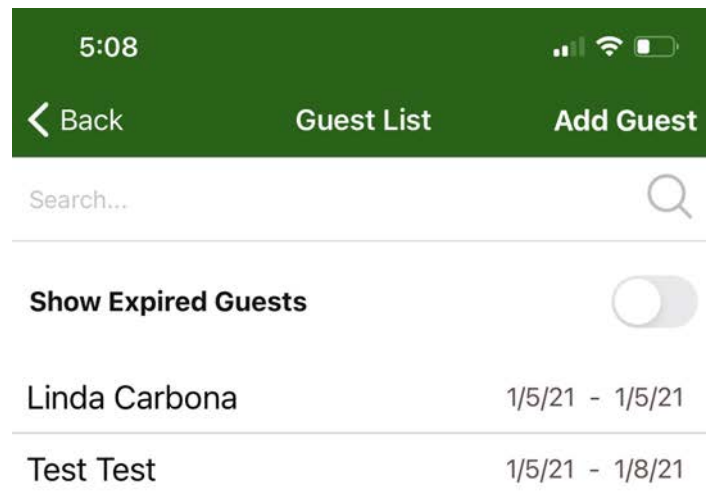 5:08
Back Guest List Add Guest
Search...
Show Expired Guests
Linda Carbona 1/5/21 - 1/5/21
Test Test 1/5/21 - 1/8/21